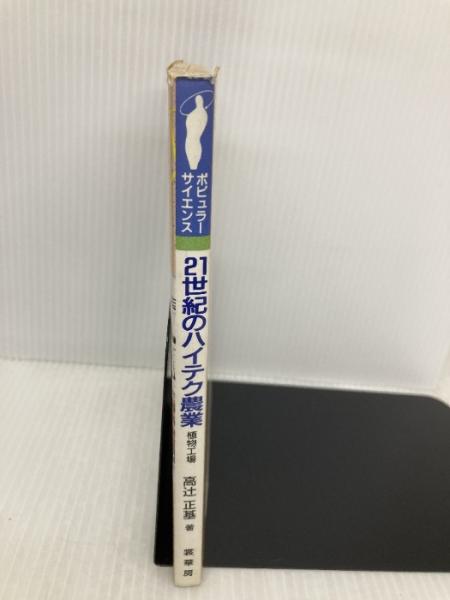 ポピュラー
サイエンス
21世紀のハイテク農業
植物工場
高辻正基 著
裳華房